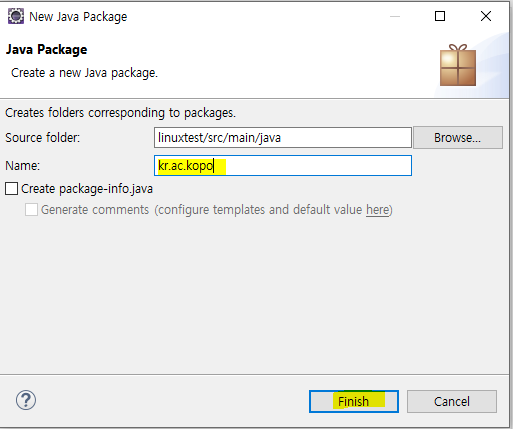 New Java Package
Java Package
Create a new Java package.
Creates folders corresponding to packages.
Source folder: linuxtest/src/main/java Browse...
Name: kr.ac.kopo
Create package-info.java
Generate comments (configure templates and default value here)
? Finish Cancel